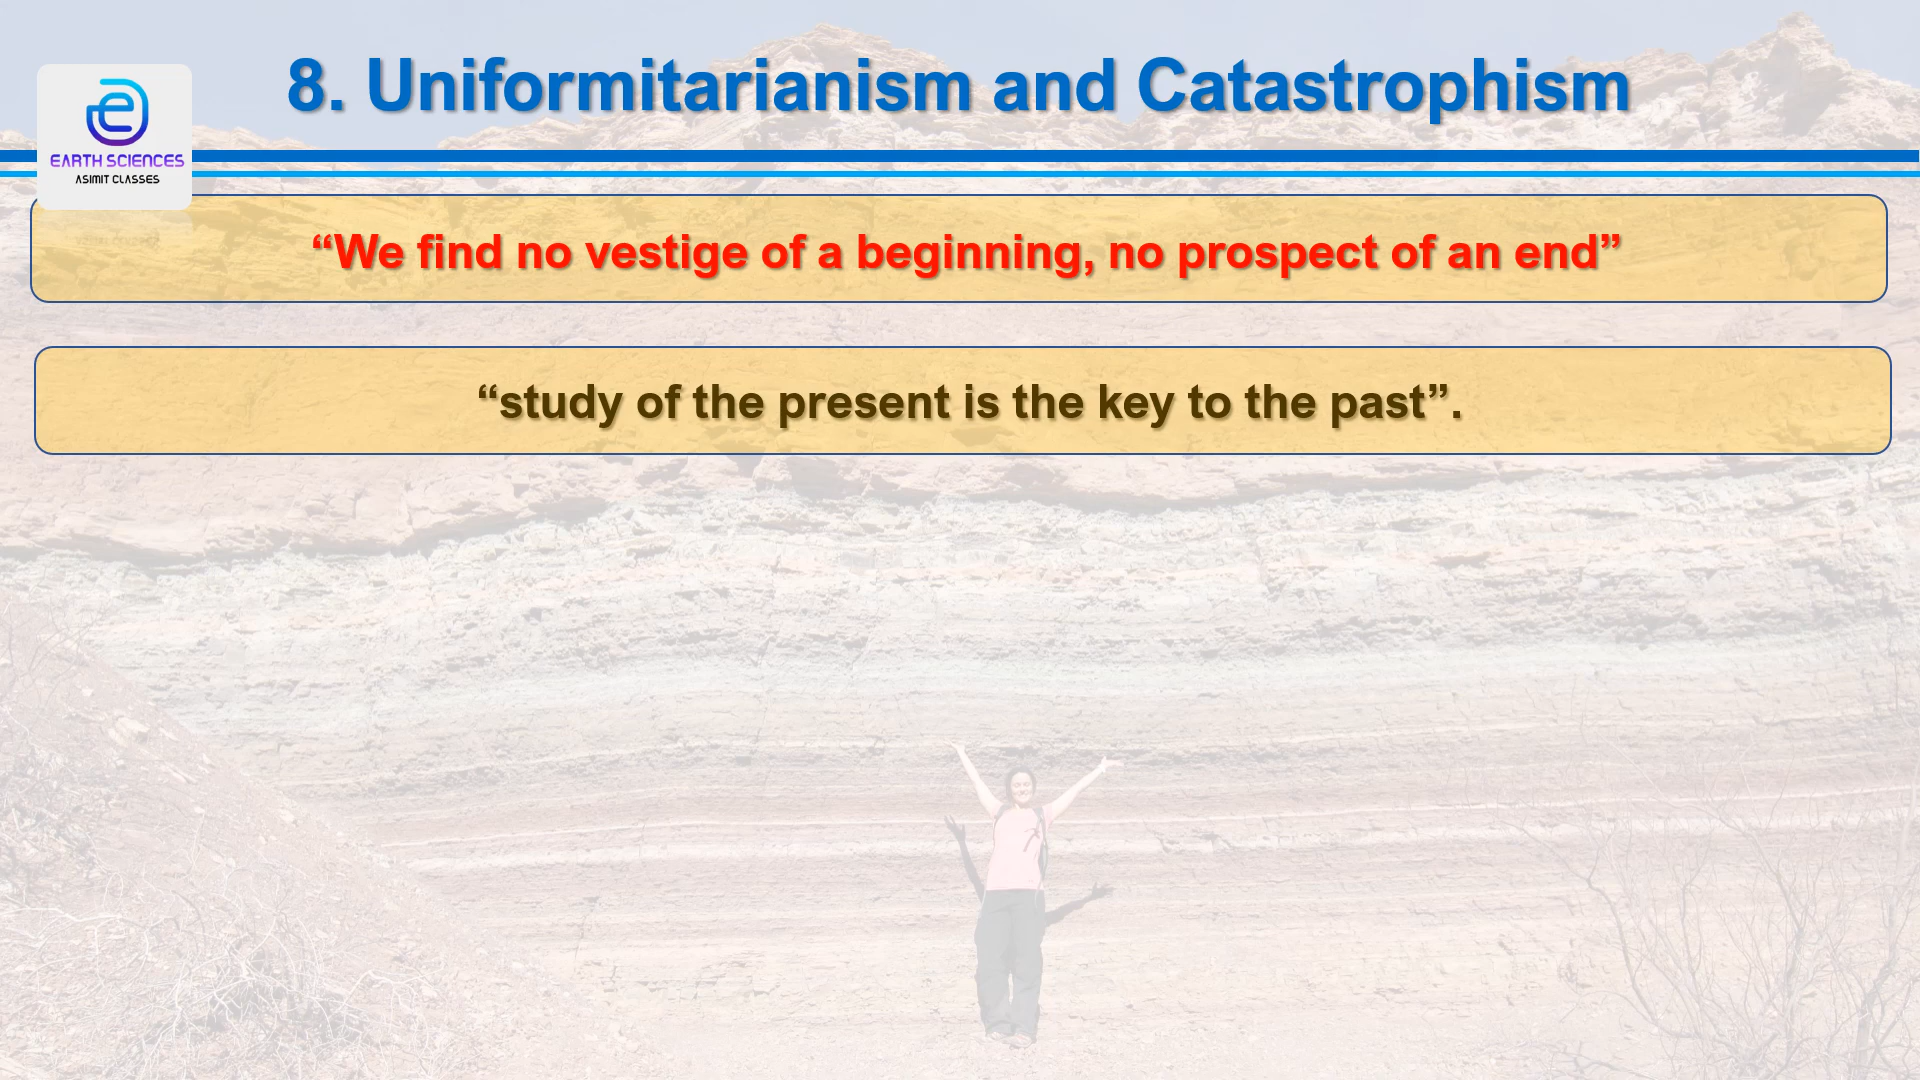 8. Uniformitarianism and Catastrophism
EARTH SCIENCES
ASIMIT CLASSES
“We find no vestige of a beginning, no prospect of an end”
“study of the present is the key to the past”.